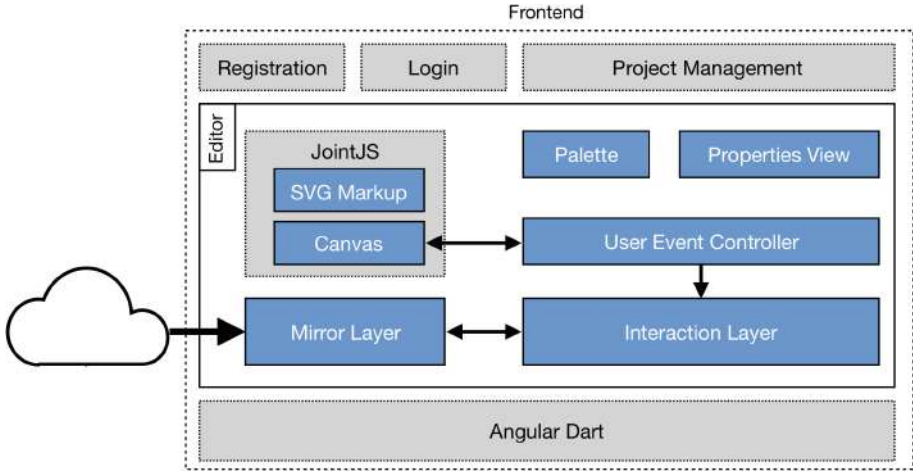 Frontend
Registration
Login
Project Management
Editor
JointJS
Palette
Properties View
SVG Markup
Canvas
User Event Controller
Mirror Layer
Interaction Layer
Angular Dart